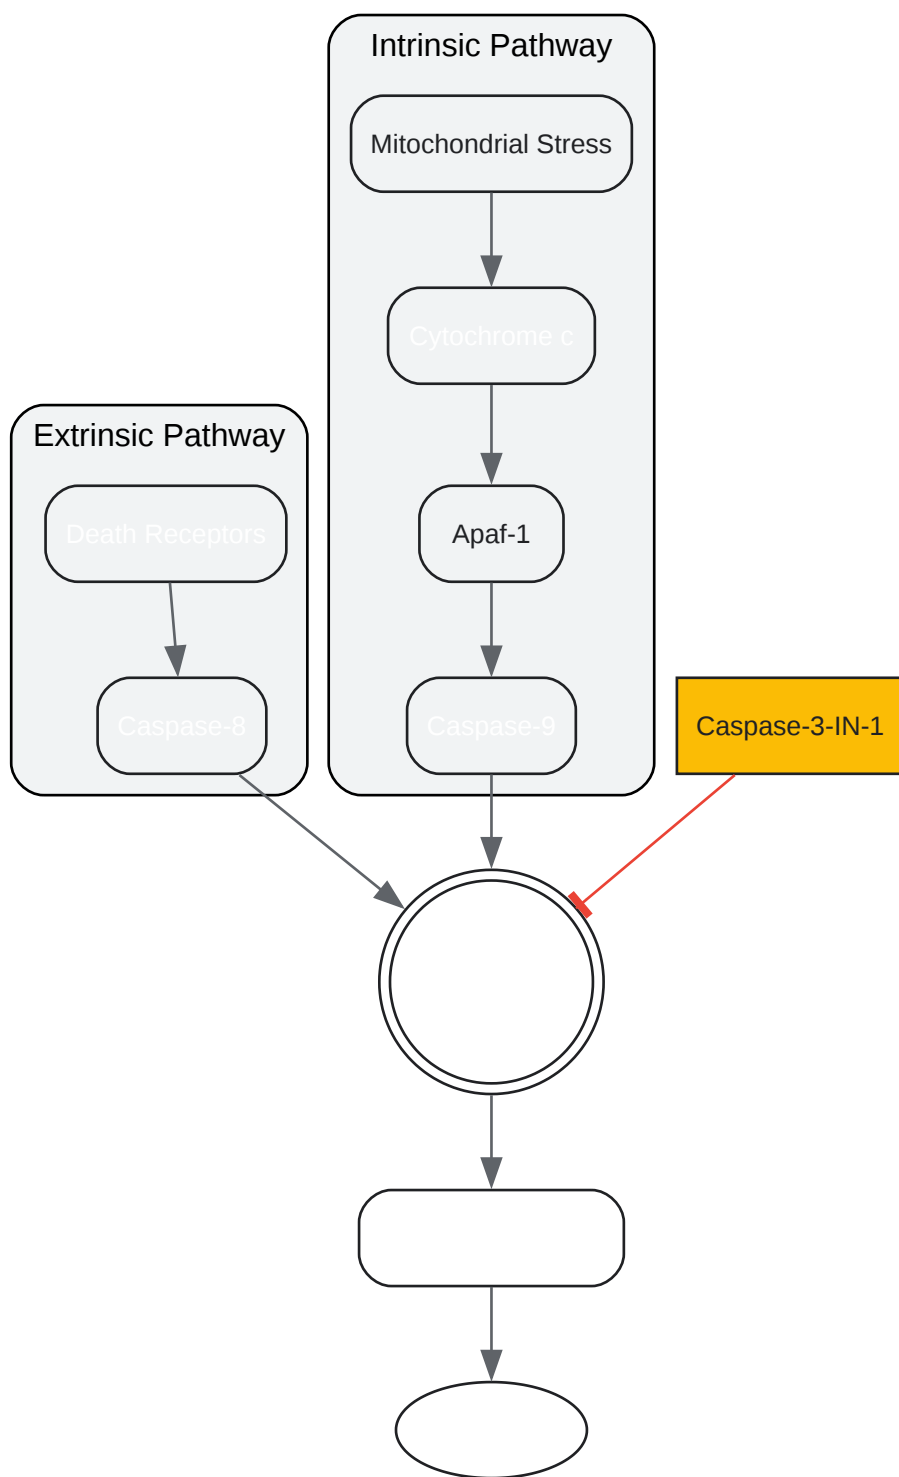 Intrinsic Pathway
Mitochondrial Stress
Cytochrome c
Extrinsic Pathway
Death Receptors
Apaf-1
Caspase-8
Caspase-9
Caspase-3-IN-1